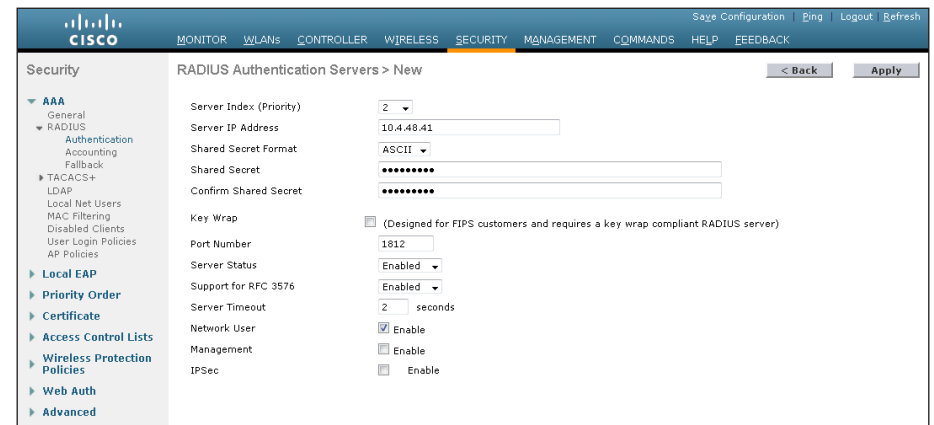 Save Configuration | Ping | Logout | Refresh
CISCO
MONITOR WLANs CONTROLLER WIRELESS SECURITY MANAGEMENT COMMANDS HELP FEEDBACK
Security
RADIUS Authentication Servers > New
< Back
Apply
AAA
General
RADIUS
Authentication
Accounting
Fallback
TACACS+
LDAP
Local Net Users
MAC Filtering
Disabled Clients
User Login Policies
AP Policies
Local EAP
Priority Order
Certificate
Access Control Lists
Wireless Protection
Policies
Web Auth
Advanced
Server Index (Priority) 2
Server IP Address 10.4.48.41
Shared Secret Format ASCII
Shared Secret •••••••••
Confirm Shared Secret •••••••••
Key Wrap (Designed for FIPS customers and requires a key wrap compliant RADIUS server)
Port Number 1812
Server Status Enabled
Support for RFC 3576 Enabled
Server Timeout 2 seconds
Network User Enable
Management Enable
IPSec Enable